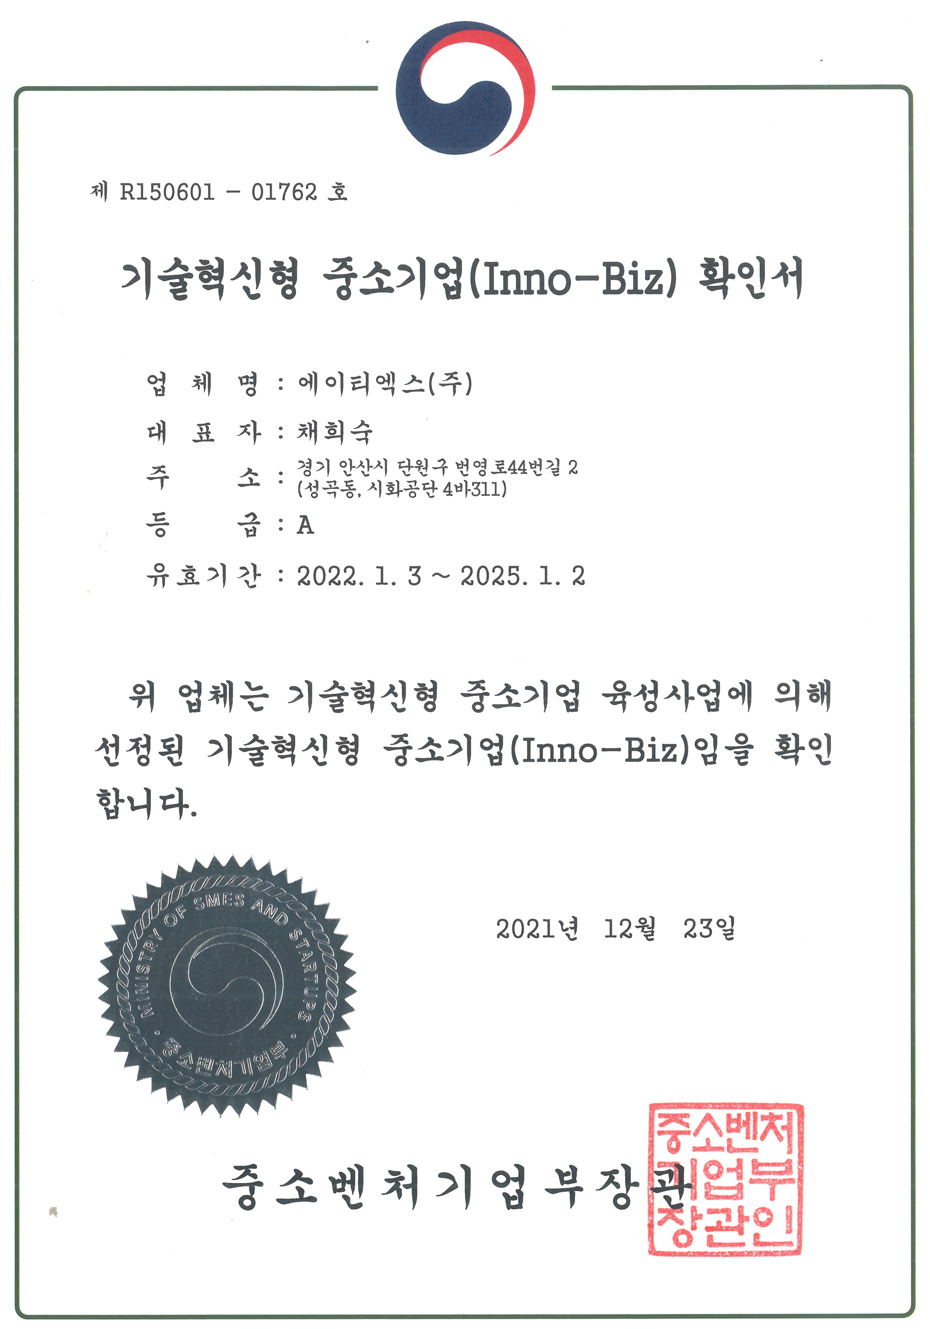 제 R150601 - 01762 호
기술혁신형 중소기업(Inno-Biz) 확인서
업 체 명 : 에이티엑스(주)
대 표 자 : 채희숙
주 소 : 경기 안산시 단원구 번영로44번길 2
(성곡동, 시화공단 4바311)
등 급 : A
유효기간 : 2022. 1. 3 ~ 2025. 1. 2
위 업체는 기술혁신형 중소기업 육성사업에 의해
선정된 기술혁신형 중소기업(Inno-Biz)임을 확인
합니다.
2021년 12월 23일
MINISTRY OF SMES AND STARTUPS
중소벤처기업부
중소벤처기업부장관
중소벤처
기업부
장관인